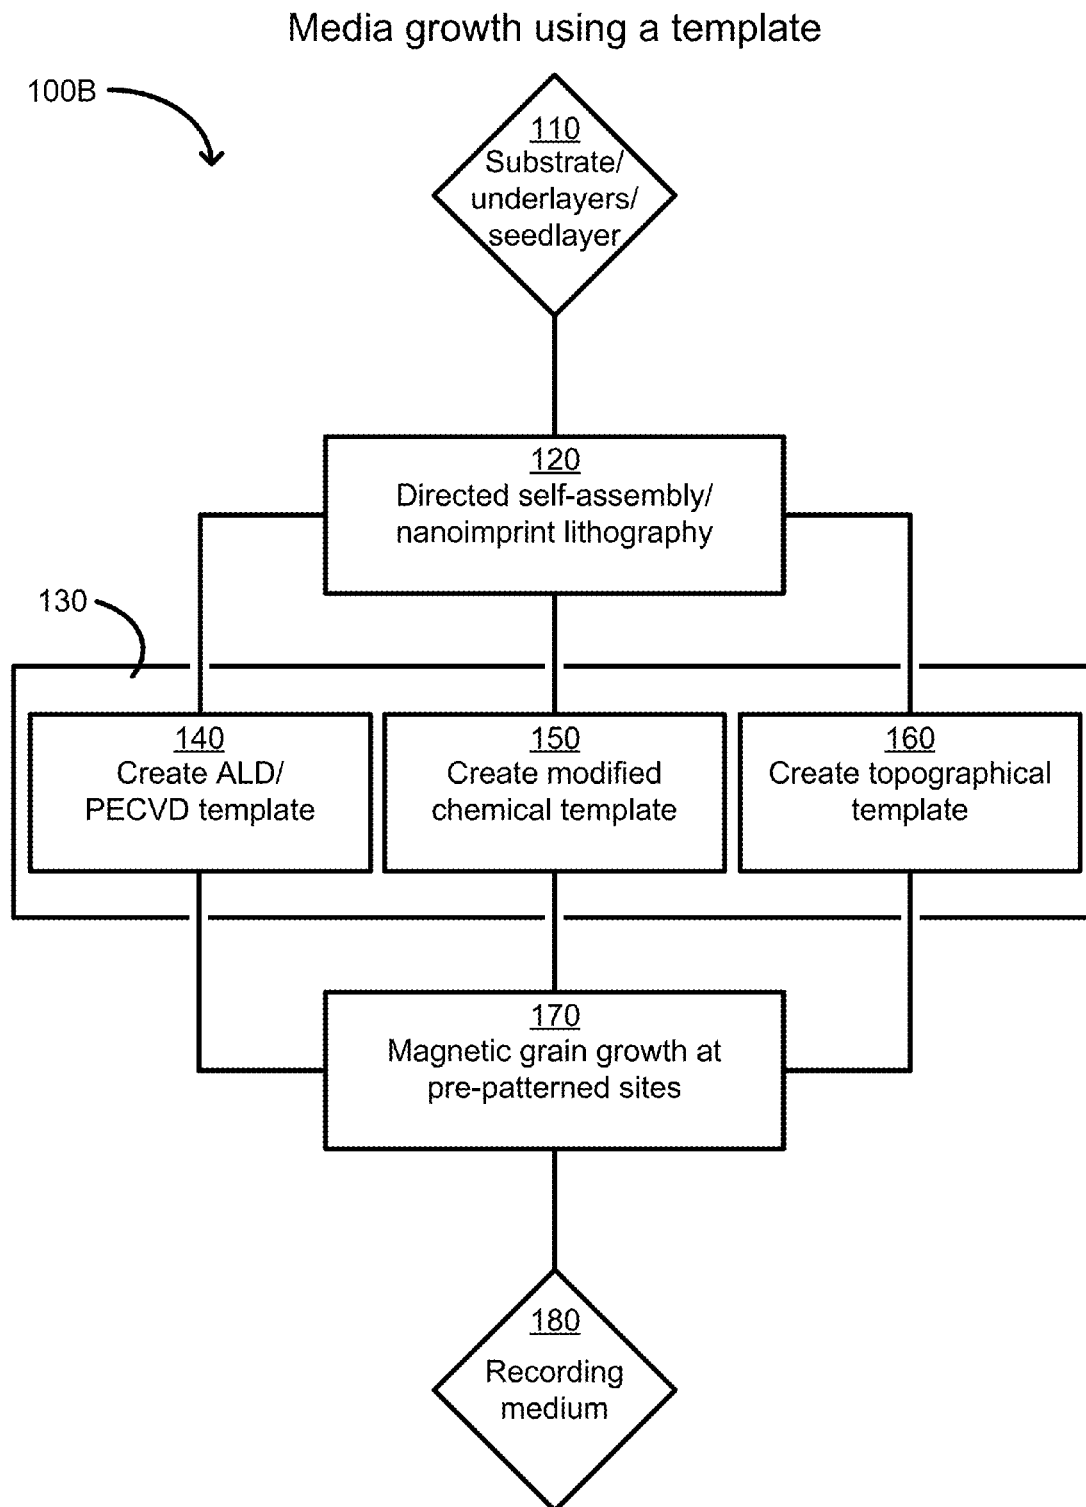 Media growth using a template
100B
110
Substrate/
underlayers/
seedlayer
120
Directed self-assembly/
nanoimprint lithography
130
140
Create ALD/
PECVD template
150
Create modified
chemical template
160
Create topographical
template
170
Magnetic grain growth at
pre-patterned sites
180
Recording
medium